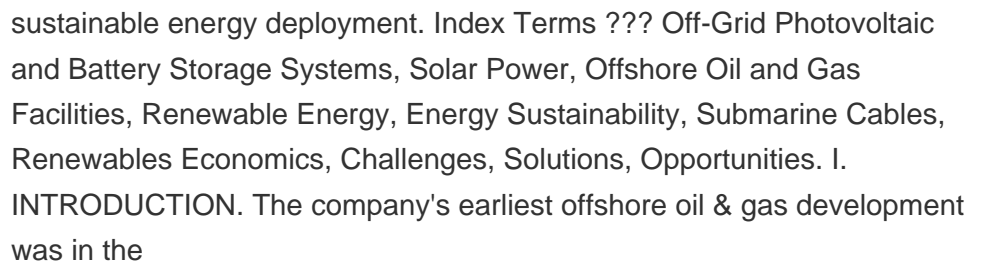 sustainable energy deployment. Index Terms ??? Off-Grid Photovoltaic
and Battery Storage Systems, Solar Power, Offshore Oil and Gas
Facilities, Renewable Energy, Energy Sustainability, Submarine Cables,
Renewables Economics, Challenges, Solutions, Opportunities. I.
INTRODUCTION. The company's earliest offshore oil & gas development
was in the